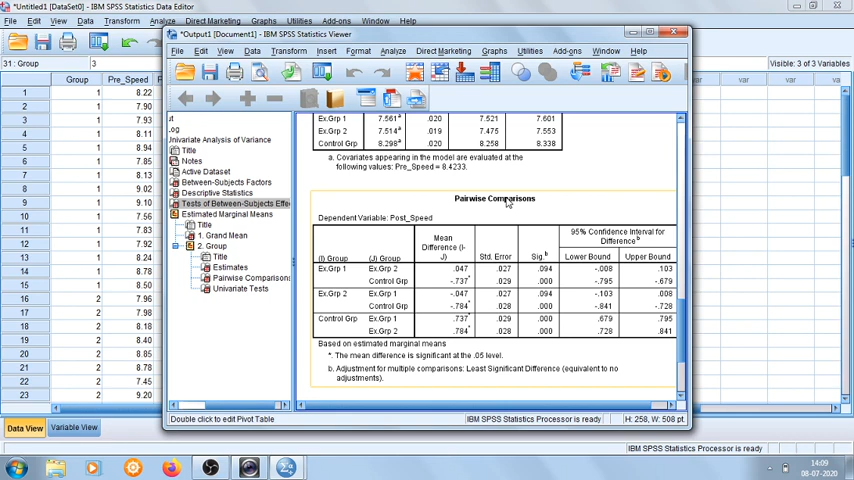 *Untitled1 [DataSet0] - IBM SPSS Statistics Data Editor
File Edit Data Transform Analyze Direct Marketing Graphs Utilities Add-ons Window Help
31 : Group 3 Visible: 3 of 3 Variables
Group Pre_Speed var var var
1 1 8.22
2 1 7.90
3 1 7.93
4 1 8.11
5 1 8.14
6 1 7.85
7 1 9.08
8 1 9.02
9 1 9.10
10 1 9.24
11 1 9.12
12 1 7.92
13 1 7.94
14 1 8.52
15 1 8.24
16 2 7.96
17 2 7.98
18 2 8.18
19 2 8.40
20 2 8.85
21 2 8.78
22 2 7.45
23 2 9.20
Data View Variable View
IBM SPSS Statistics Processor is ready
*Output1 [Document1] - IBM SPSS Statistics Viewer
File Edit View Data Transform Insert Format Analyze Direct Marketing Graphs Utilities Add-ons Window Help
Log
Univariate Analysis of Variance
Title
Notes
Active Dataset
Between-Subjects Factors
Descriptive Statistics
Tests of Between-Subjects Effe
Estimated Marginal Means
Title
1. Grand Mean
2. Group
Title
Estimates
Pairwise Comparisons
Univariate Tests
Ex.Grp 1 7.561a .020 7.521 7.601
Ex.Grp 2 7.514a .019 7.475 7.553
Control Grp 8.298a .020 8.258 8.338
a. Covariates appearing in the model are evaluated at the
following values: Pre_Speed = 8.4233.
Pairwise Comparisons
Dependent Variable: Post_Speed
(I) Group (J) Group Mean Difference (I-J) Std. Error Sig.b 95% Confidence Interval for Differenceb
Lower Bound Upper Bound
Ex.Grp 1 Ex.Grp 2 .047 .027 .094 -.008 .103
Control Grp -.737* .029 .000 -.795 -.679
Ex.Grp 2 Ex.Grp 1 -.047 .027 .094 -.103 .008
Control Grp -.784* .028 .000 -.841 -.728
Control Grp Ex.Grp 1 .737* .029 .000 .679 .795
Ex.Grp 2 .784* .028 .000 .728 .841
Based on estimated marginal means
*. The mean difference is significant at the .05 level.
b. Adjustment for multiple comparisons: Least Significant Difference (equivalent to no
adjustments).
Double click to edit Pivot Table IBM SPSS Statistics Processor is ready H: 258, W: 508 pt.
14:09
08-07-2020